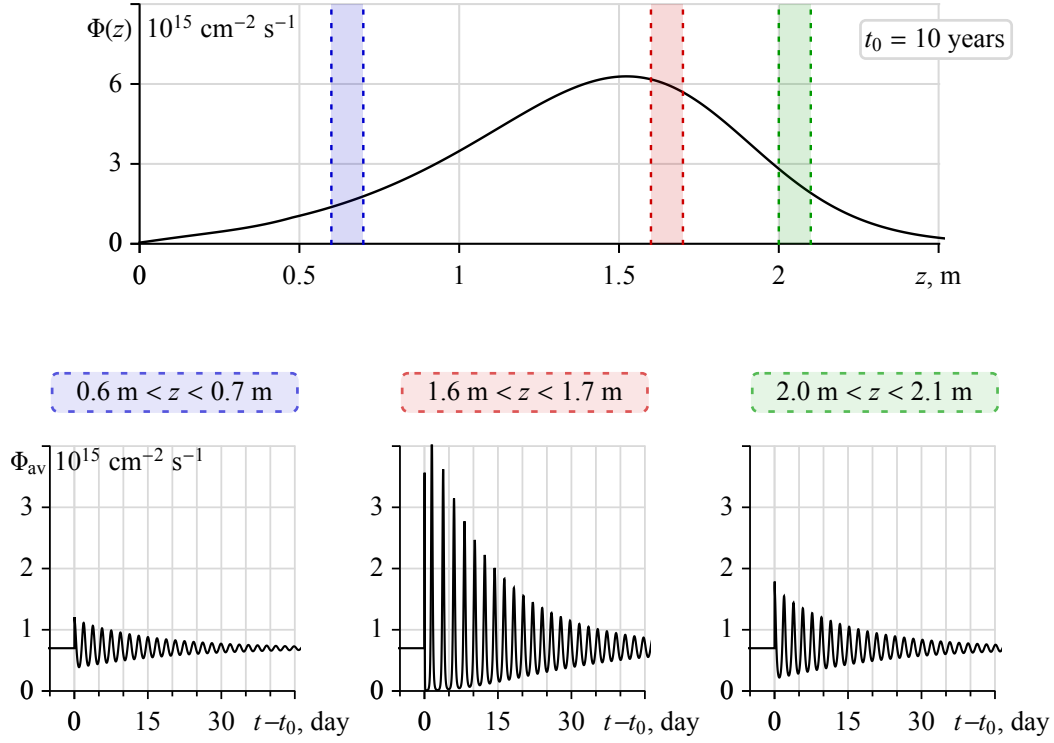 Φ(z) 10¹⁵ cm⁻² s⁻¹
t₀ = 10 years
6
3
0
0 0.5 1 1.5 2 z, m
0.6 m < z < 0.7 m
1.6 m < z < 1.7 m
2.0 m < z < 2.1 m
Φav 10¹⁵ cm⁻² s⁻¹
3 3 3
2 2 2
1 1 1
0 0 0
0 15 30 t–t₀, day
0 15 30 t–t₀, day
0 15 30 t–t₀, day